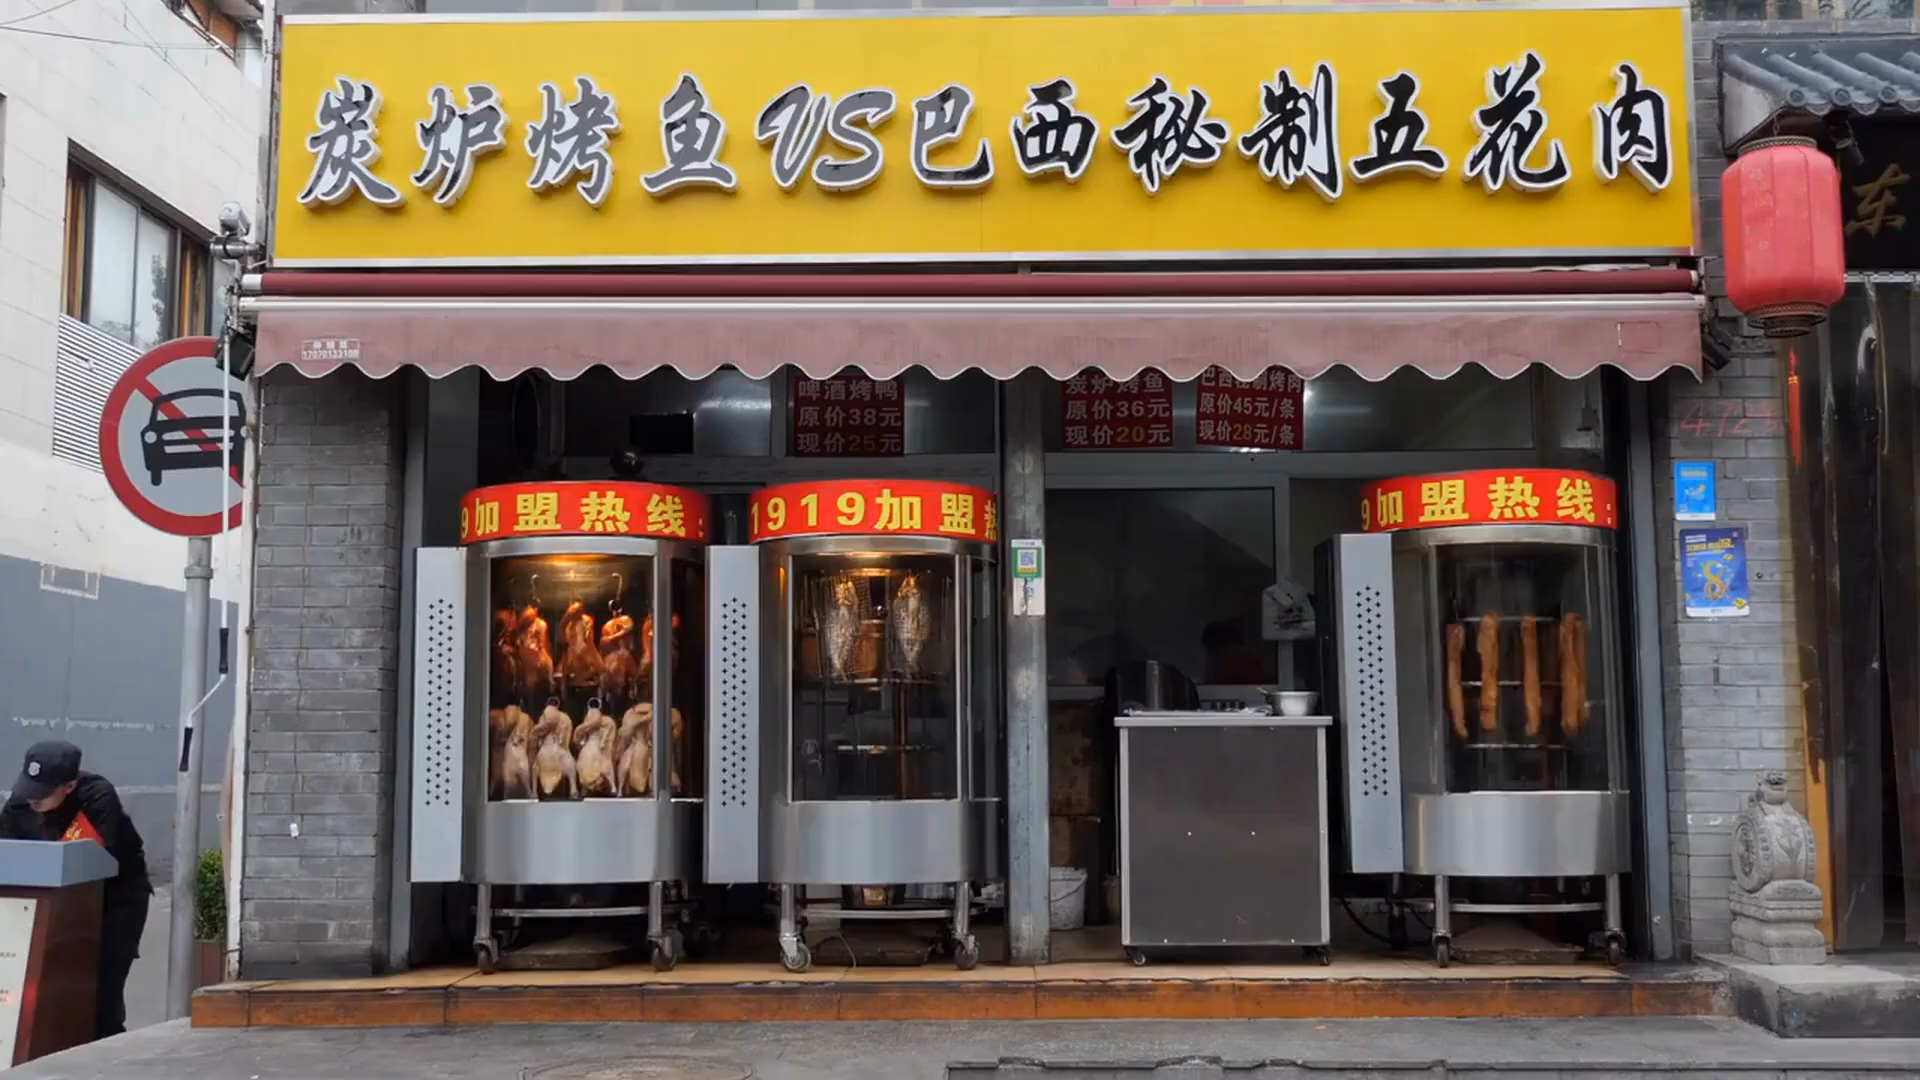 炭炉烤鱼VS巴西秘制五花肉
东
17070123108
啤酒烤鸭
原价38元
现价25元
炭炉烤鱼
原价36元
现价20元
巴西秘制烤肉
原价45元/条
现价28元/条
9加盟热线:
1919加盟热
9加盟热线: